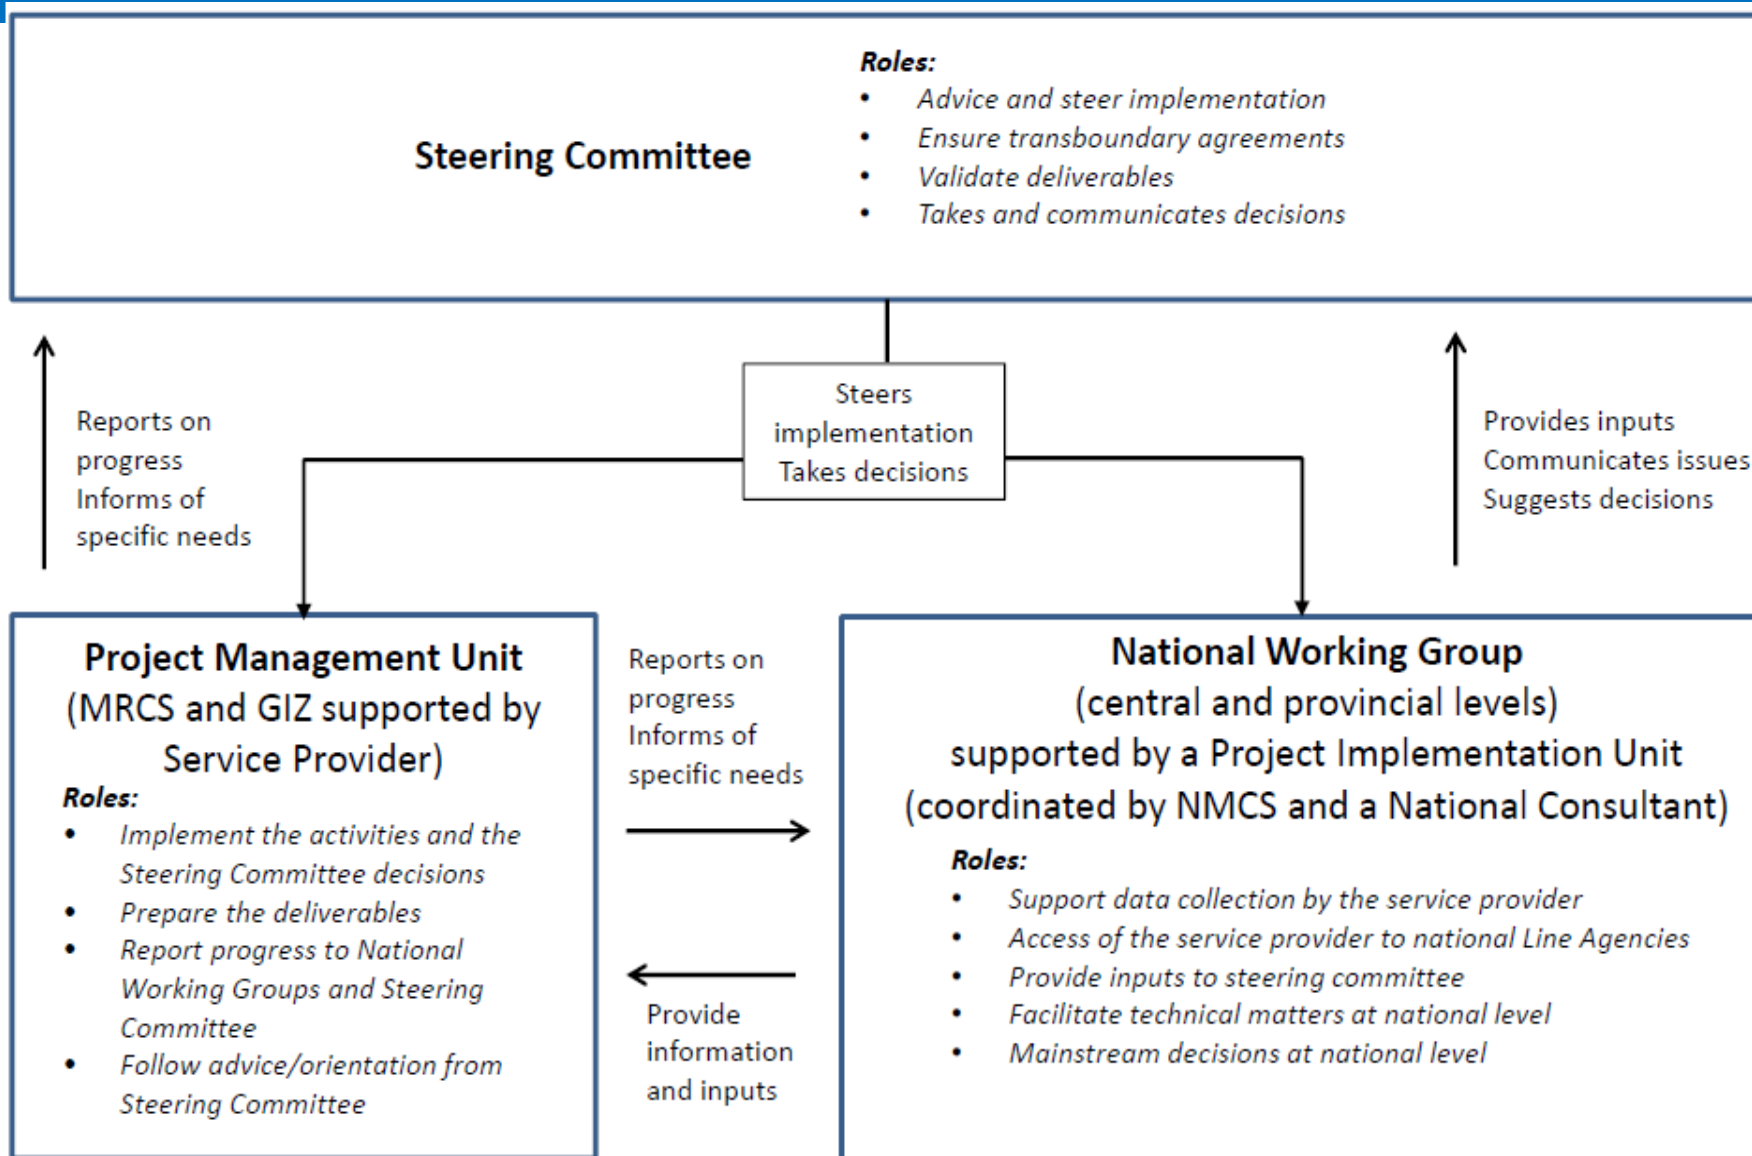 Steering Committee
Roles:
• Advice and steer implementation
• Ensure transboundary agreements
• Validate deliverables
• Takes and communicates decisions
Steers
implementation
Takes decisions
Reports on
progress
Informs of
specific needs
Provides inputs
Communicates issues
Suggests decisions
Project Management Unit
(MRCS and GIZ supported by
Service Provider)
Roles:
• Implement the activities and the
Steering Committee decisions
• Prepare the deliverables
• Report progress to National
Working Groups and Steering
Committee
• Follow advice/orientation from
Steering Committee
Reports on
progress
Informs of
specific needs
Provide
information
and inputs
National Working Group
(central and provincial levels)
supported by a Project Implementation Unit
(coordinated by NMCS and a National Consultant)
Roles:
• Support data collection by the service provider
• Access of the service provider to national Line Agencies
• Provide inputs to steering committee
• Facilitate technical matters at national level
• Mainstream decisions at national level